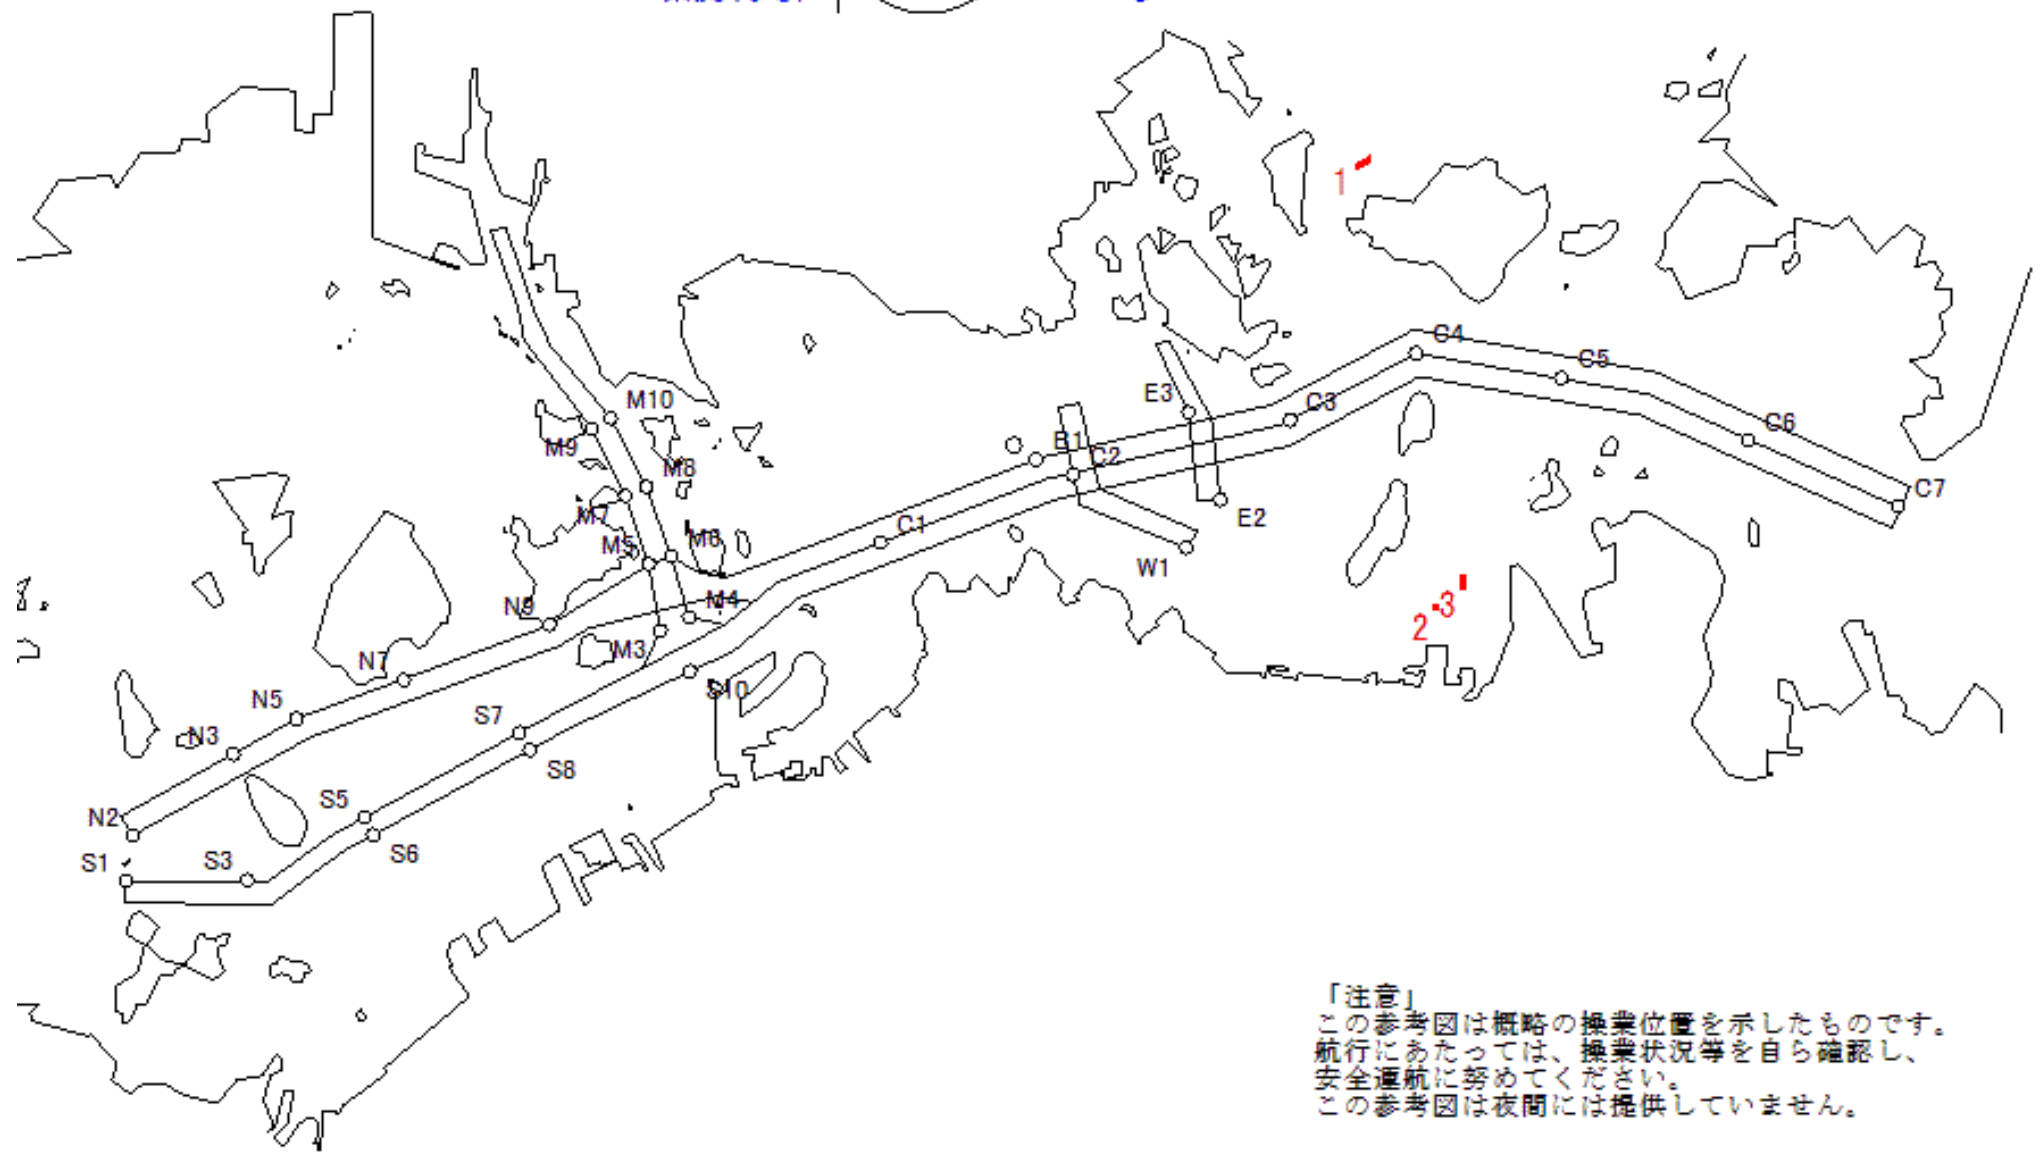 1
C4
C5
M10
E3
C3
C6
M9
B1
C2
M8
C7
M7
E2
C1
M5
M6
W1
N9
M4
3
2
M3
N7
S10
N5
S7
N3
S8
S5
N2
S6
S1
S3
「注意」
この参考図は概略の操業位置を示したものです。
航行にあたっては、操業状況等を自ら確認し、
安全運航に努めてください。
この参考図は夜間には提供していません。